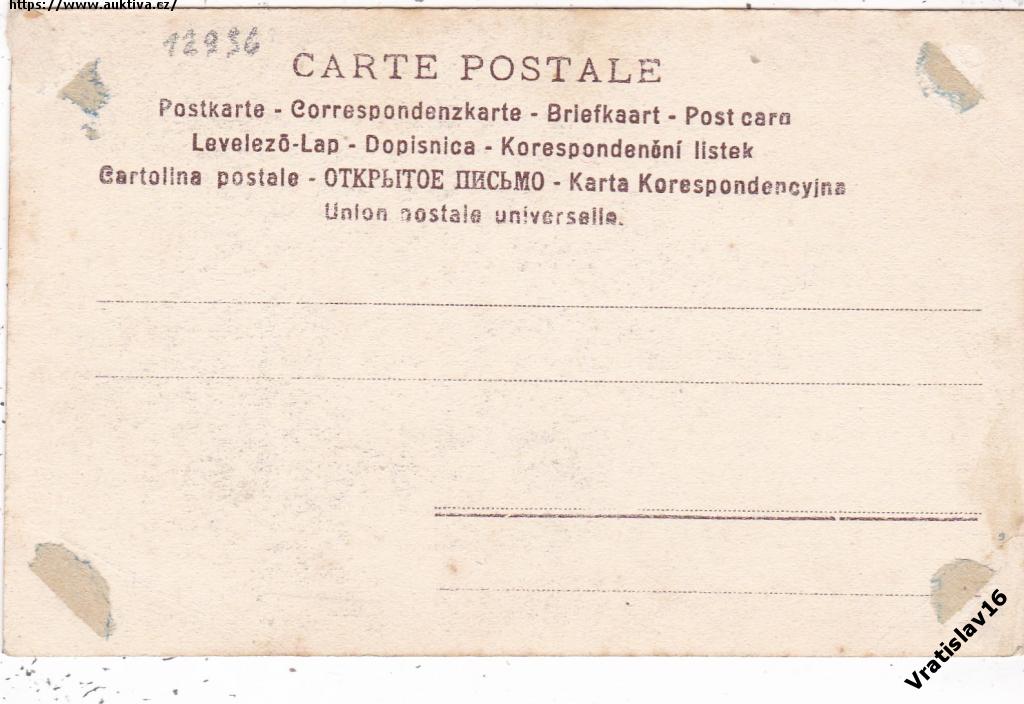 https://www.auktiva.cz/
12936
CARTE POSTALE
Postkarte - Correspondenzkarte - Briefkaart - Post card
Levelező-Lap - Dopisnica - Korespondenční listek
Cartolina postale - ОТКРЫТОЕ ПИСЬМО - Karta Korespondencyjna
Union postale universelle.
Vratislav16